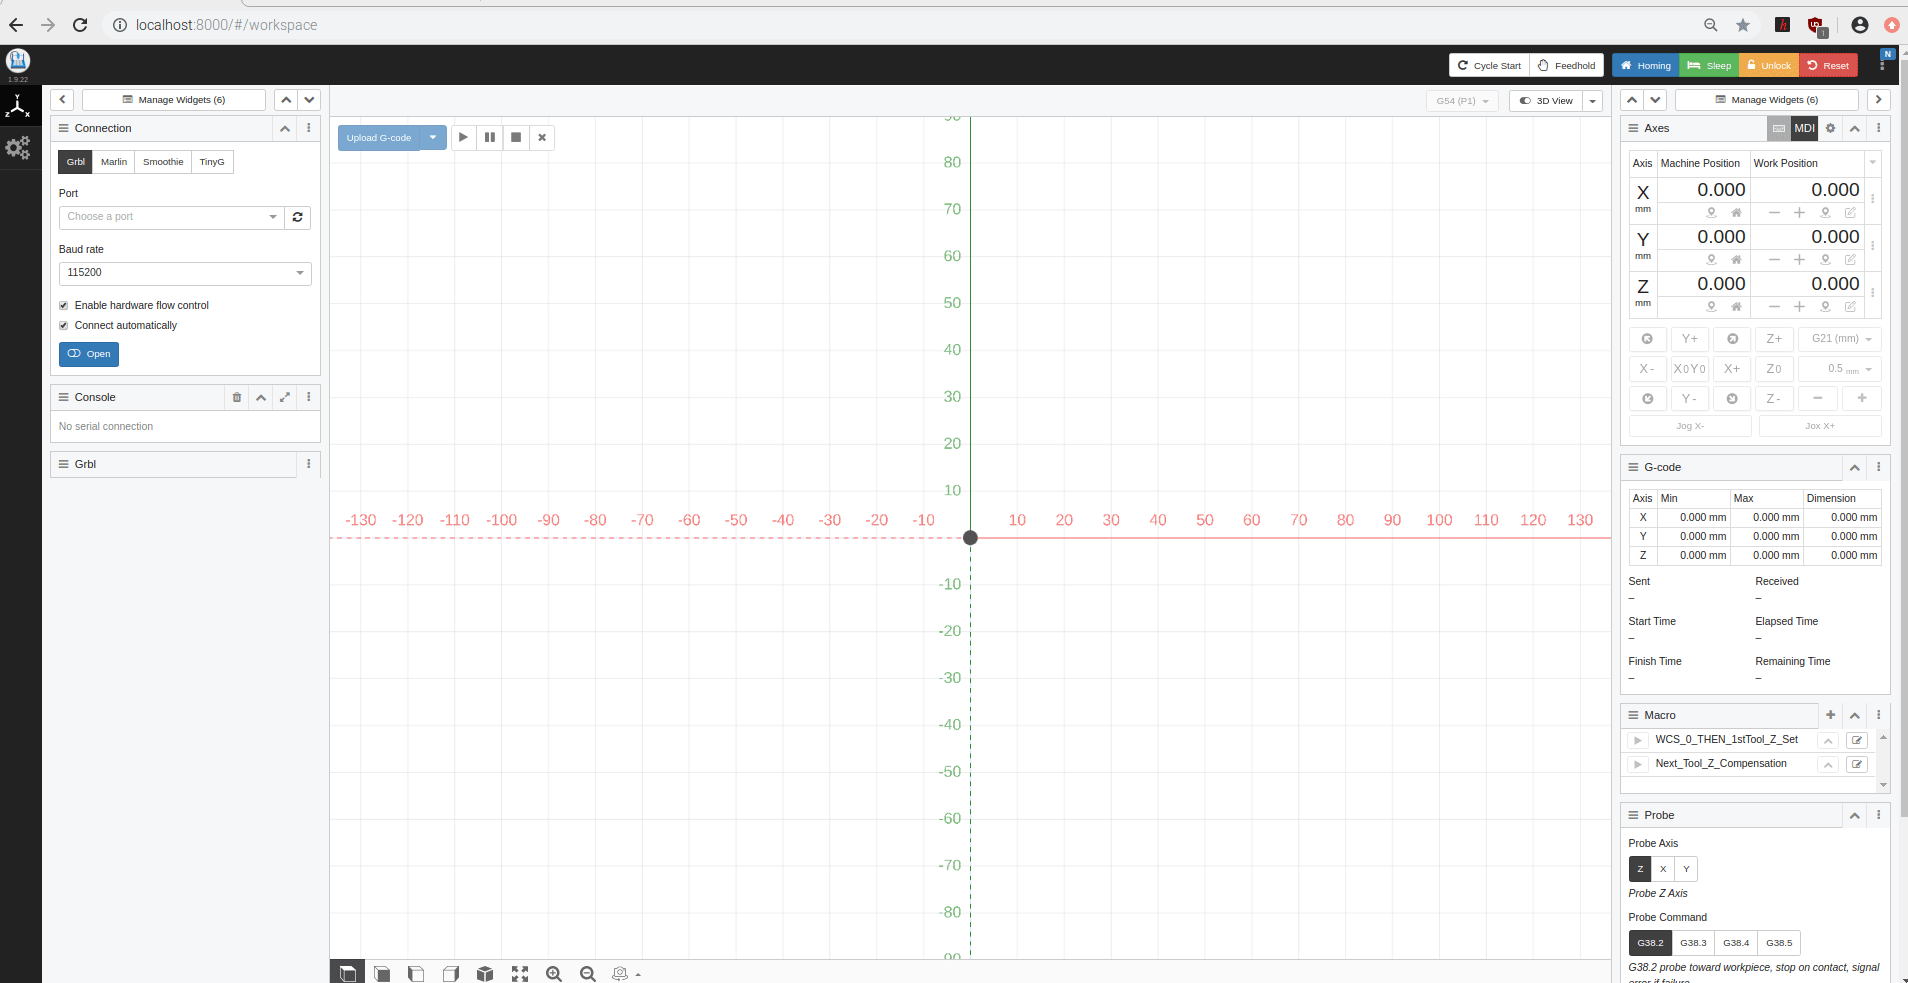 localhost:8000/#/workspace
1
N
1.9.22
Cycle Start
Feedhold
Homing
Sleep
Unlock
Reset
Manage Widgets (6)
Connection
Grbl
Marlin
Smoothie
TinyG
Port
Choose a port
Baud rate
115200
Enable hardware flow control
Connect automatically
Open
Console
No serial connection
Grbl
G54 (P1)
3D View
Upload G-code
90
80
70
60
50
40
30
20
10
-130 -120 -110 -100 -90 -80 -70 -60 -50 -40 -30 -20 -10 10 20 30 40 50 60 70 80 90 100 110 120 130
-10
-20
-30
-40
-50
-60
-70
-80
-90
Manage Widgets (6)
Axes
MDI
Axis Machine Position Work Position
X 0.000 0.000
mm
Y 0.000 0.000
mm
Z 0.000 0.000
mm
Y+ Z+ G21 (mm)
X- X0Y0 X+ Z0 0.5 mm
Y- Z-
Jog X- Jox X+
G-code
Axis Min Max Dimension
X 0.000 mm 0.000 mm 0.000 mm
Y 0.000 mm 0.000 mm 0.000 mm
Z 0.000 mm 0.000 mm 0.000 mm
Sent Received
– –
Start Time Elapsed Time
– –
Finish Time Remaining Time
– –
Macro
WCS_0_THEN_1stTool_Z_Set
Next_Tool_Z_Compensation
Probe
Probe Axis
Z X Y
Probe Z Axis
Probe Command
G38.2 G38.3 G38.4 G38.5
G38.2 probe toward workpiece, stop on contact, signal
error if failure